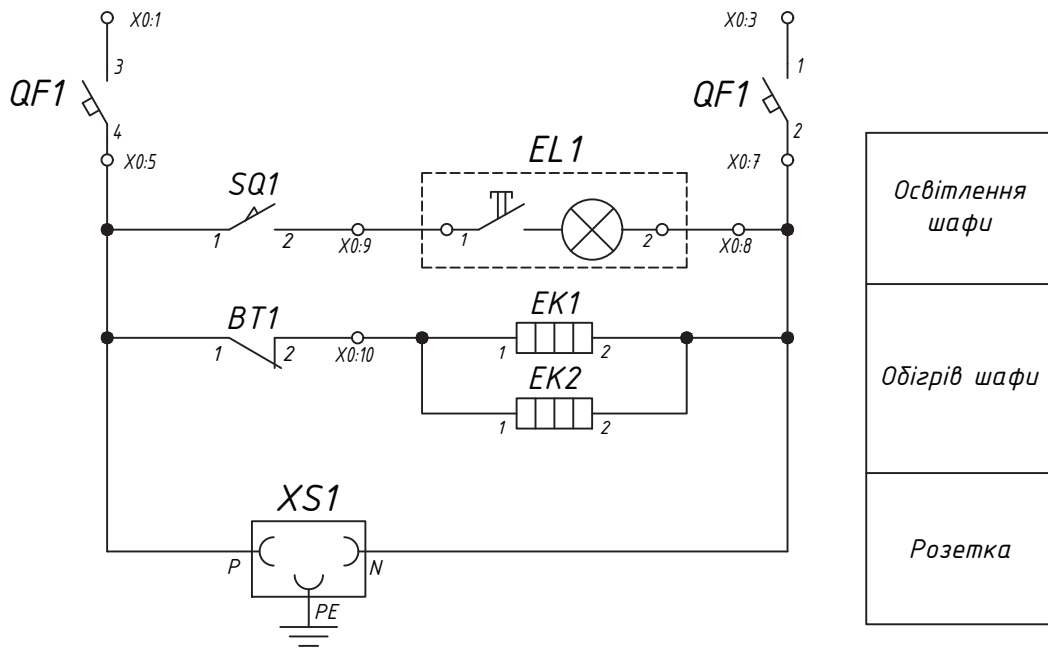 X0:1
X0:3
3
1
QF1
QF1
4
2
X0:5
X0:7
EL1
SQ1
Освітлення
шафи
1
2
X0:9
1
2
X0:8
EK1
BT1
1
2
X0:10
1
2
Обігрів шафи
EK2
1
2
XS1
Розетка
P
N
PE